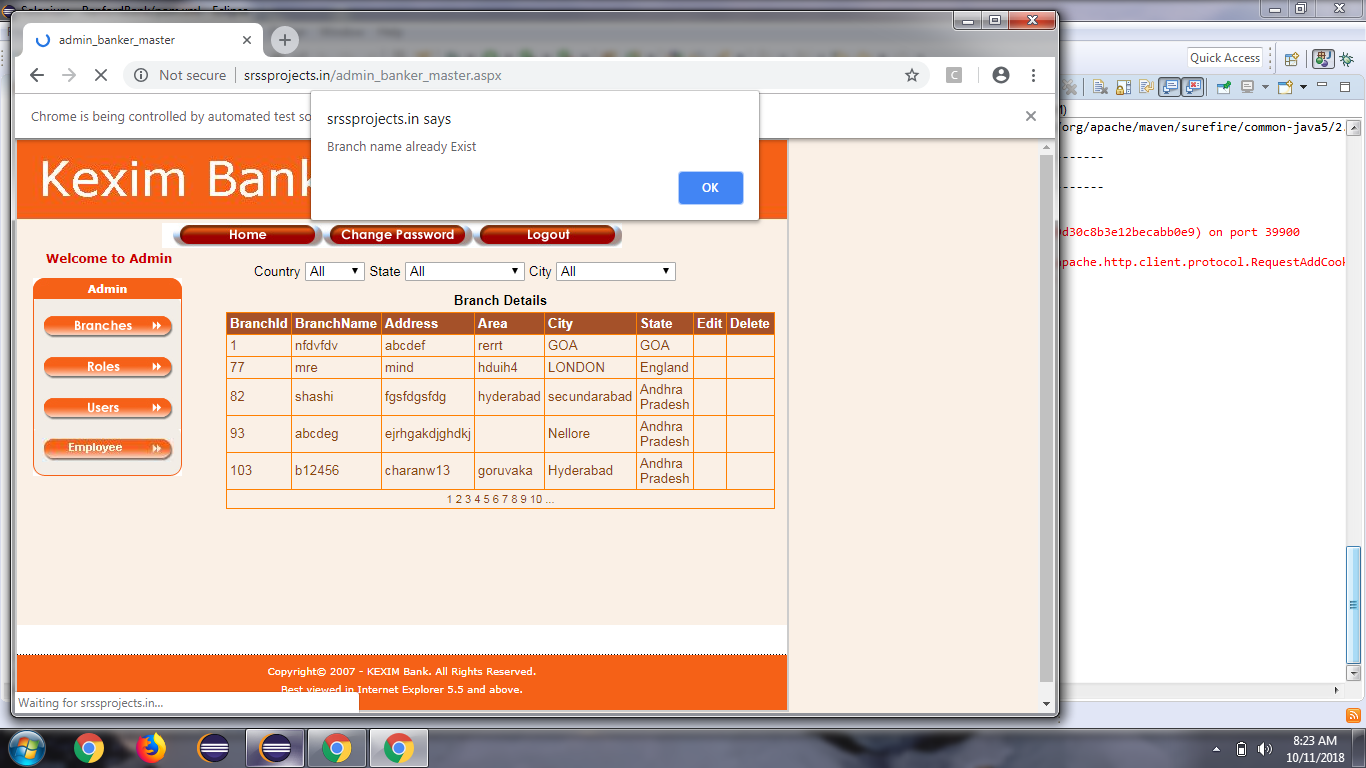 admin_banker_master
Not secure srssprojects.in/admin_banker_master.aspx
C
Chrome is being controlled by automated test so
srssprojects.in says
Branch name already Exist
OK
Quick Access
org/apache/maven/surefire/common-java5/2.
-------
-------
d30c8b3e12becabb0e9) on port 39900
apache.http.client.protocol.RequestAddCook
Kexim Bank
Home Change Password Logout
Welcome to Admin
Admin
Branches
Roles
Users
Employee
Country All State All City All
Branch Details
BranchId BranchName Address Area City State Edit Delete
1 nfdvfdv abcdef rerrt GOA GOA
77 mre mind hduih4 LONDON England
82 shashi fgsfdgsfdg hyderabad secundarabad Andhra Pradesh
93 abcdeg ejrhgakdjghdkj Nellore Andhra Pradesh
103 b12456 charanw13 goruvaka Hyderabad Andhra Pradesh
1 2 3 4 5 6 7 8 9 10 ...
Copyright© 2007 - KEXIM Bank. All Rights Reserved.
Best viewed in Internet Explorer 5.5 and above.
Waiting for srssprojects.in...
8:23 AM
10/11/2018